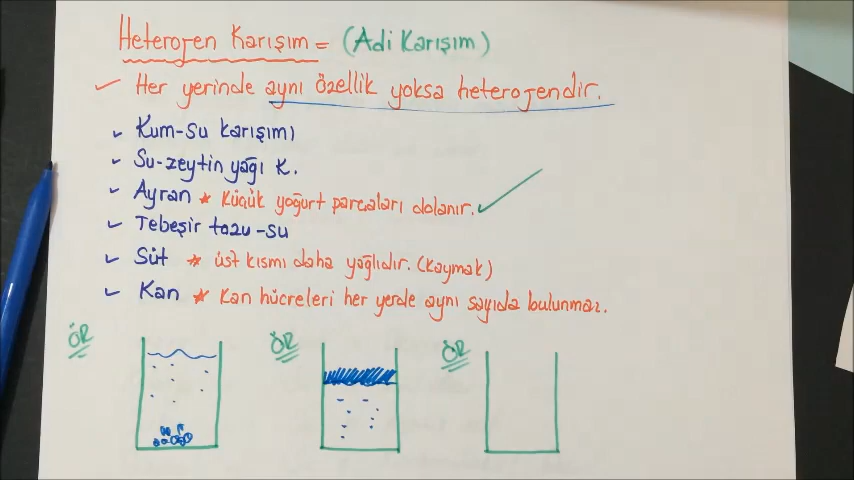 Heterojen Karışım = (Adi Karışım)
Her yerinde aynı özellik yoksa heterojendir.
Kum-Su karışımı
Su-zeytin yağı K.
Ayran * Küçük yoğurt parçaları dolanır.
Tebeşir tozu-su
Süt * üst kısmı daha yağlıdır. (Kaymak)
Kan * Kan hücreleri her yerde aynı sayıda bulunmaz.
ÖR ÖR ÖR